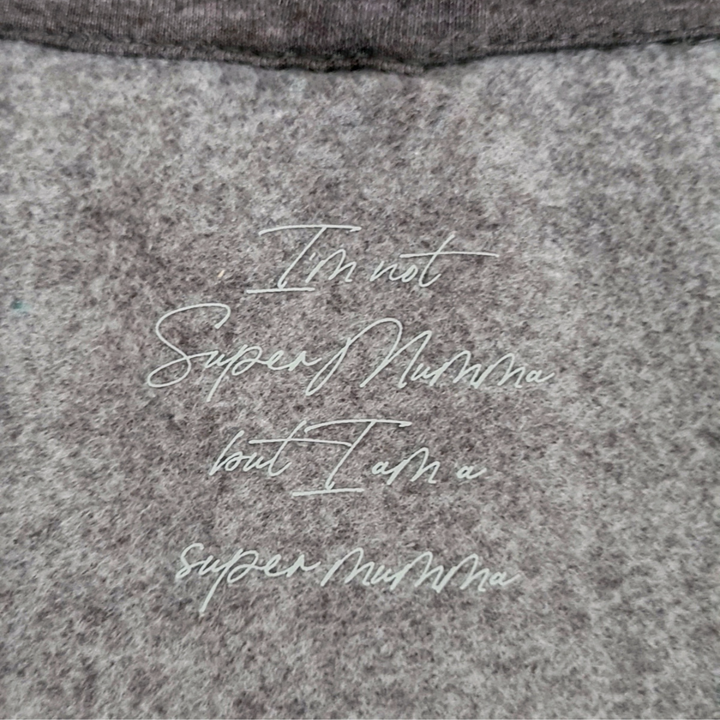 I'm not
Super Mumma
but I am a
super mumma